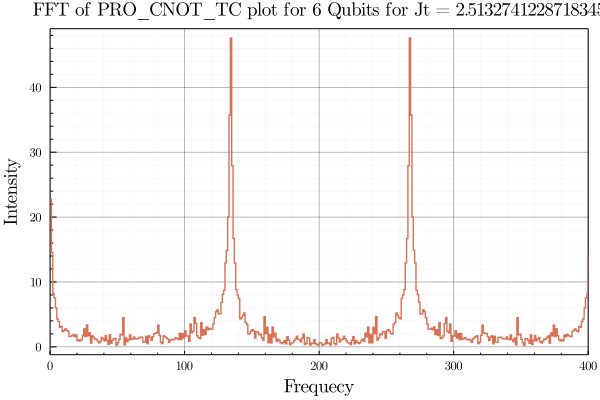 FFT of PRO_CNOT_TC plot for 6 Qubits for Jt = 2.5132741228718345
Intensity
40
30
20
10
0
0 100 200 300 400
Frequecy